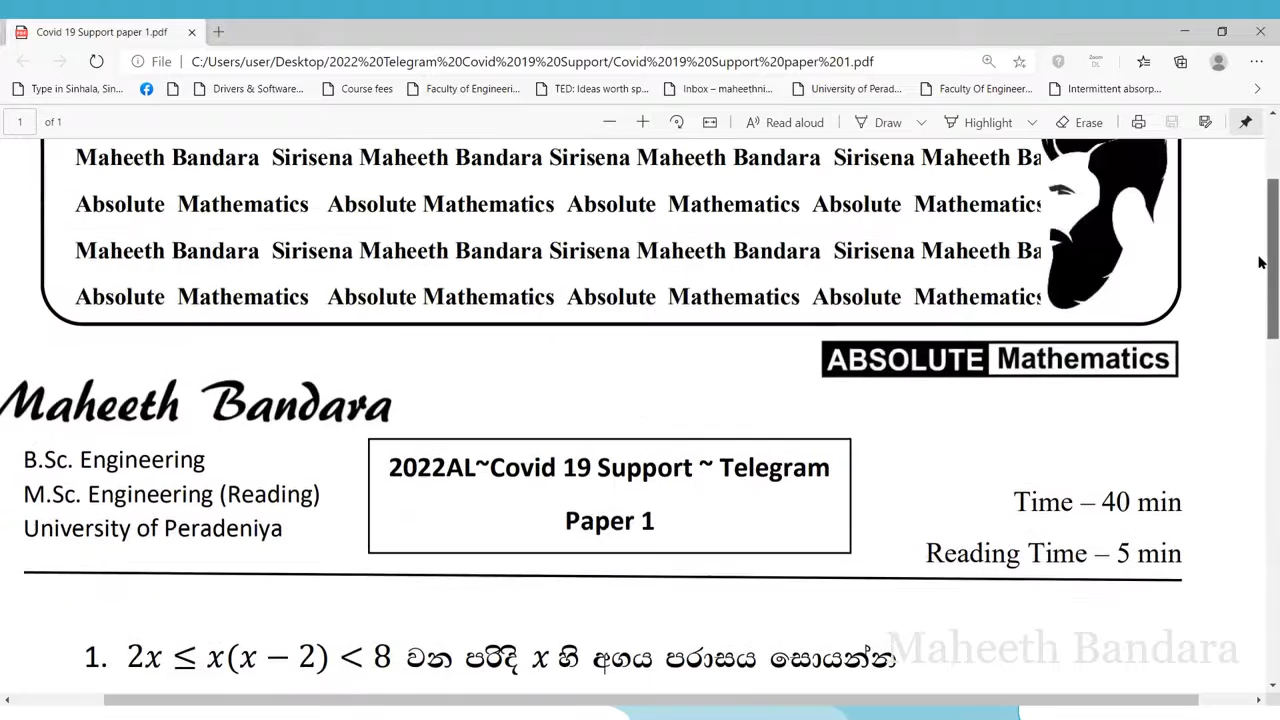 Covid 19 Support paper 1.pdf
File C:/Users/user/Desktop/2022%20Telegram%20Covid%2019%20Support/Covid%2019%20Support%20paper%201.pdf
Type in Sinhala, Sin... Drivers & Software... Course fees Faculty of Engineeri... TED: Ideas worth sp... Inbox – maheethni... University of Perad... Faculty Of Engineer... Intermittent absorp...
1 of 1 Read aloud Draw Highlight Erase
Maheeth Bandara Sirisena Maheeth Bandara Sirisena Maheeth Bandara Sirisena Maheeth Ba
Absolute Mathematics Absolute Mathematics Absolute Mathematics Absolute Mathematics
Maheeth Bandara Sirisena Maheeth Bandara Sirisena Maheeth Bandara Sirisena Maheeth Ba
Absolute Mathematics Absolute Mathematics Absolute Mathematics Absolute Mathematics
ABSOLUTE Mathematics
Maheeth Bandara
B.Sc. Engineering
M.Sc. Engineering (Reading)
University of Peradeniya
2022AL~Covid 19 Support ~ Telegram
Paper 1
Time – 40 min
Reading Time – 5 min
1. 2x ≤ x(x − 2) < 8 වන පරිදි x හි අගය පරාසය සොයන්න
Maheeth Bandara